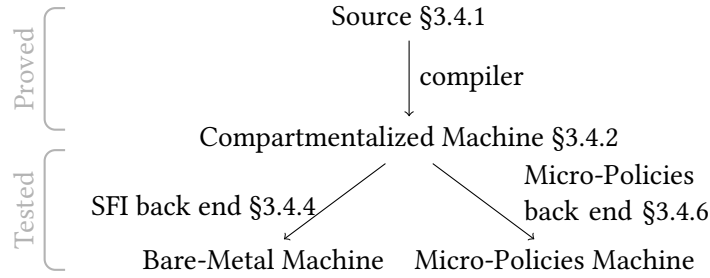 Source §3.4.1
Proved
compiler
Compartmentalized Machine §3.4.2
Tested
Micro-Policies
SFI back end §3.4.4
back end §3.4.6
Bare-Metal Machine
Micro-Policies Machine